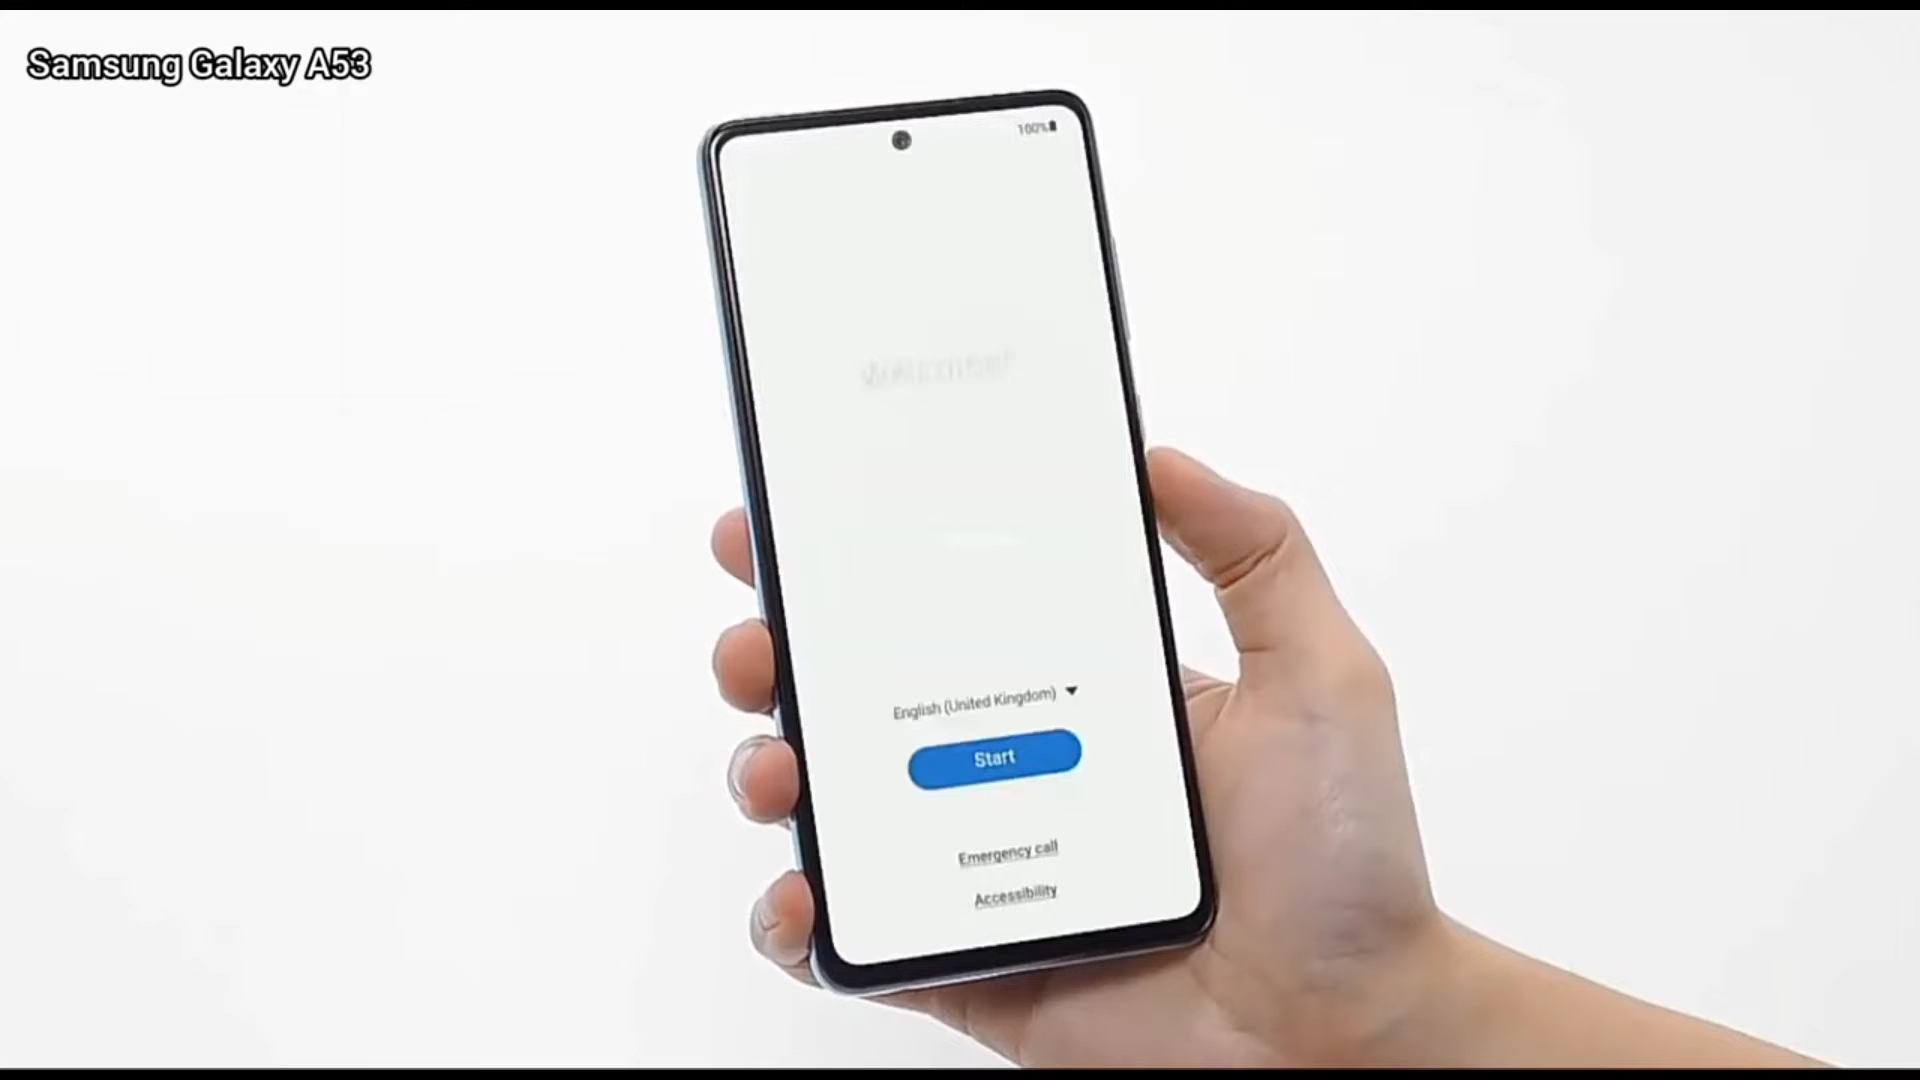 Samsung Galaxy A53
100%
English (United Kingdom)
Start
Emergency call
Accessibility